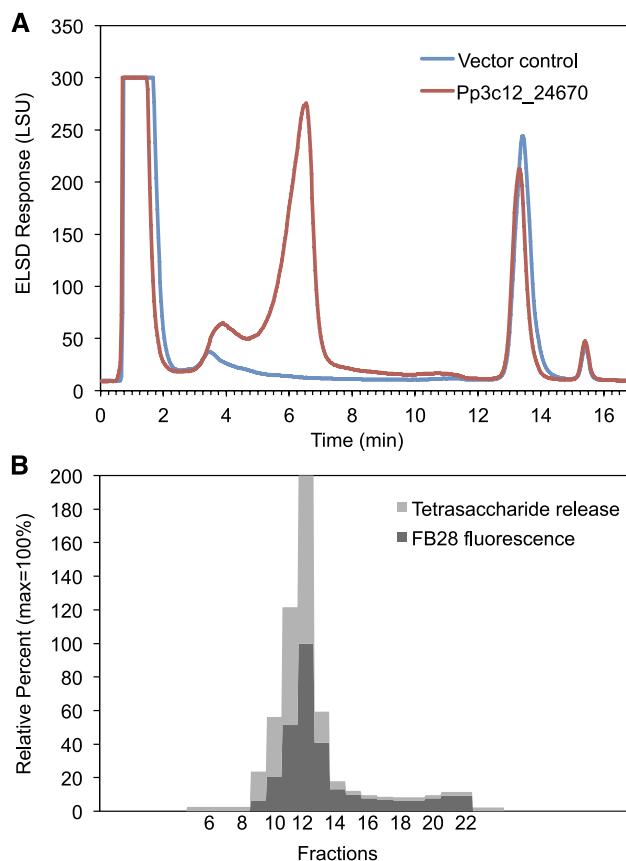 A
350
300
250
200
150
100
50
0
ELSD Response (LSU)
Vector control
Pp3c12_24670
0 2 4 6 8 10 12 14 16
Time (min)
B
200
180
160
140
120
100
80
60
40
20
0
Relative Percent (max=100%)
Tetrasaccharide release
FB28 fluorescence
6 8 10 12 14 16 18 20 22
Fractions